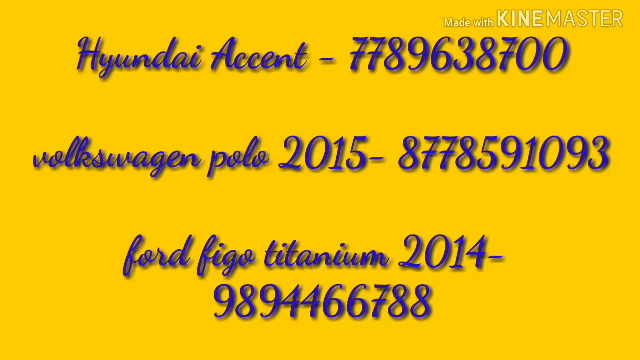 Made with KINEMASTER
Hyundai Accent - 7789638700
volkswagen polo 2015- 8778591093
ford figo titanium 2014-
9894466788